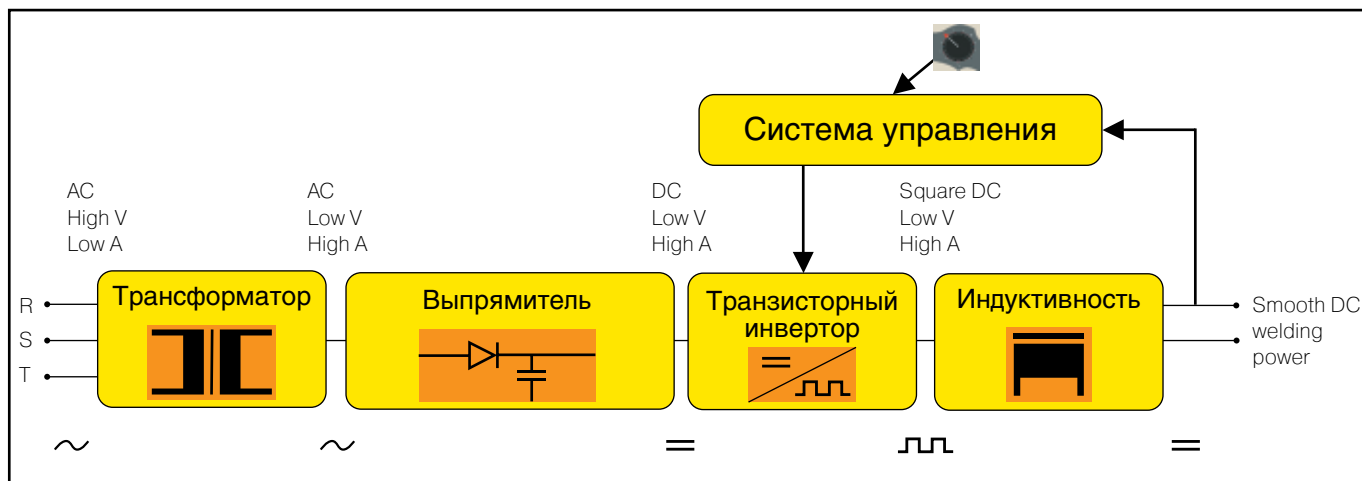 Система управления
AC
High V
Low A
AC
Low V
High A
DC
Low V
High A
Square DC
Low V
High A
Трансформатор
Выпрямитель
Транзисторный
инвертор
Индуктивность
R
S
T
Smooth DC
welding
power